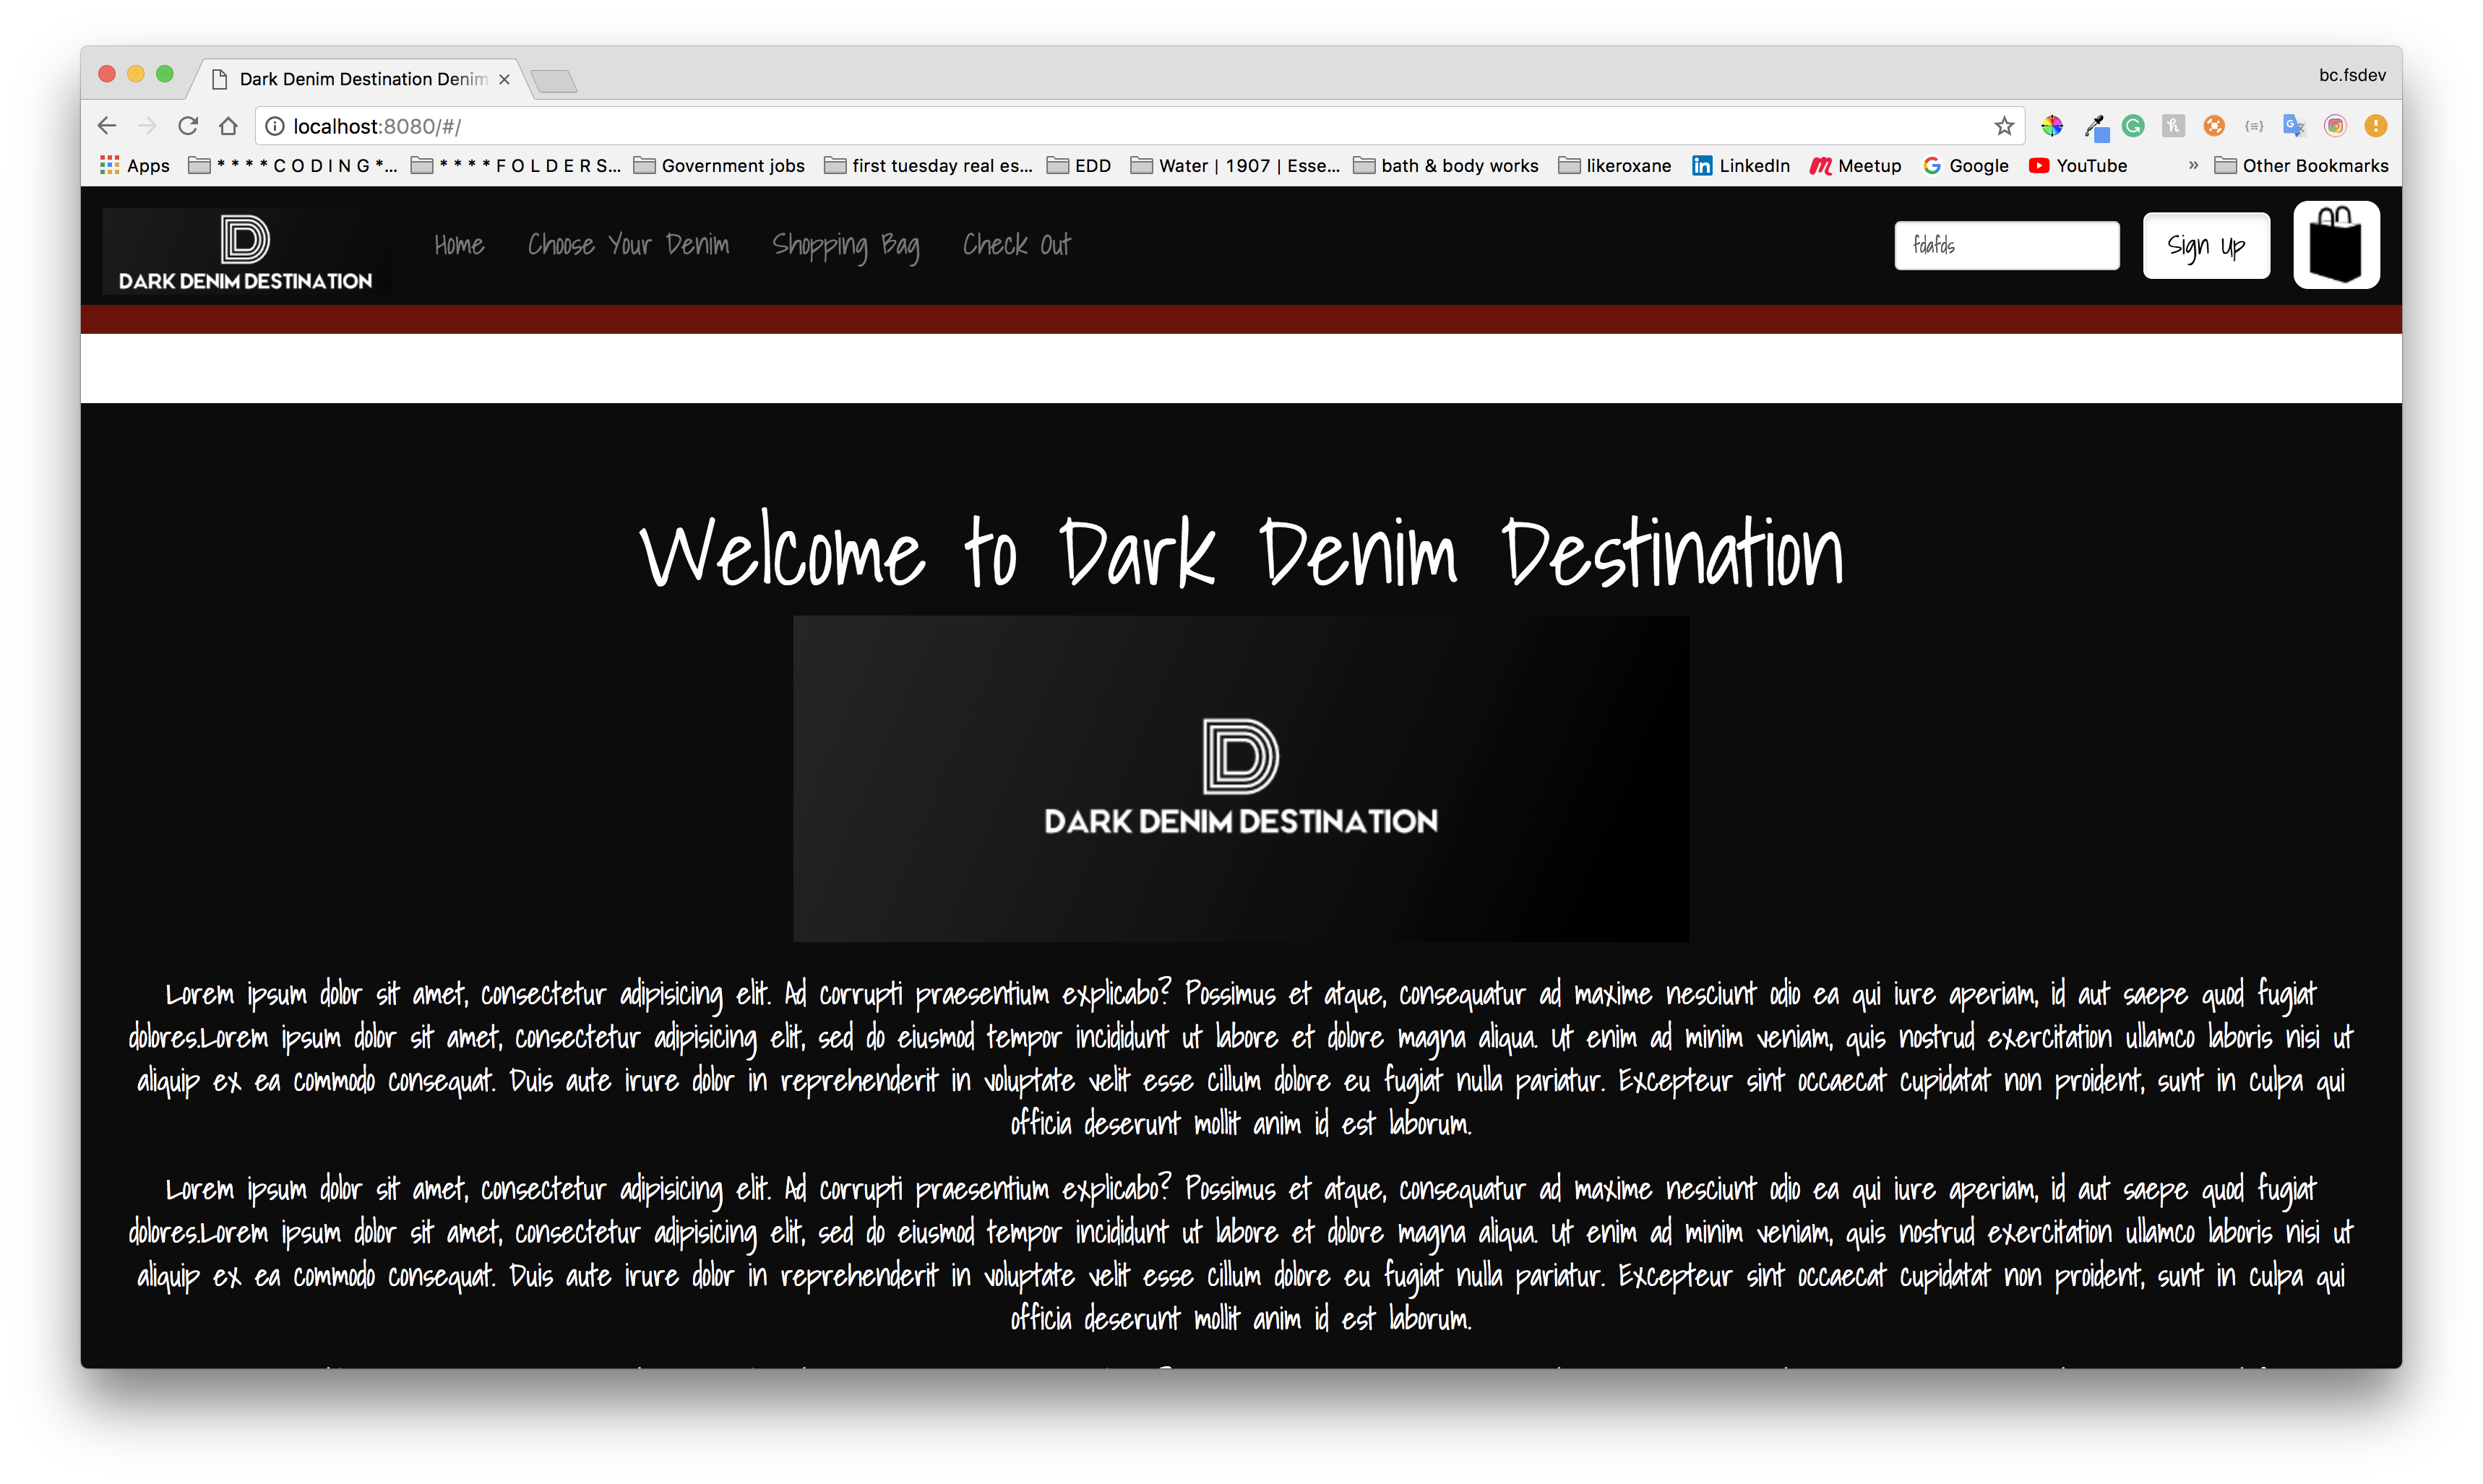 Dark Denim Destination Denim
bc.fsdev
localhost:8080/#/
Apps * * * * C O D I N G *... * * * * F O L D E R S... Government jobs first tuesday real es... EDD Water | 1907 | Esse... bath & body works likeroxane LinkedIn Meetup Google YouTube » Other Bookmarks
D
DARK DENIM DESTINATION
Home Choose Your Denim Shopping Bag Check Out fdafds Sign Up
Welcome to Dark Denim Destination
D
DARK DENIM DESTINATION
Lorem ipsum dolor sit amet, consectetur adipisicing elit. Ad corrupti praesentium explicabo? Possimus et atque, consequatur ad maxime nesciunt odio ea qui iure aperiam, id aut saepe quod fugiat
dolores.Lorem ipsum dolor sit amet, consectetur adipisicing elit, sed do eiusmod tempor incididunt ut labore et dolore magna aliqua. Ut enim ad minim veniam, quis nostrud exercitation ullamco laboris nisi ut
aliquip ex ea commodo consequat. Duis aute irure dolor in reprehenderit in voluptate velit esse cillum dolore eu fugiat nulla pariatur. Excepteur sint occaecat cupidatat non proident, sunt in culpa qui
officia deserunt mollit anim id est laborum.
Lorem ipsum dolor sit amet, consectetur adipisicing elit. Ad corrupti praesentium explicabo? Possimus et atque, consequatur ad maxime nesciunt odio ea qui iure aperiam, id aut saepe quod fugiat
dolores.Lorem ipsum dolor sit amet, consectetur adipisicing elit, sed do eiusmod tempor incididunt ut labore et dolore magna aliqua. Ut enim ad minim veniam, quis nostrud exercitation ullamco laboris nisi ut
aliquip ex ea commodo consequat. Duis aute irure dolor in reprehenderit in voluptate velit esse cillum dolore eu fugiat nulla pariatur. Excepteur sint occaecat cupidatat non proident, sunt in culpa qui
officia deserunt mollit anim id est laborum.